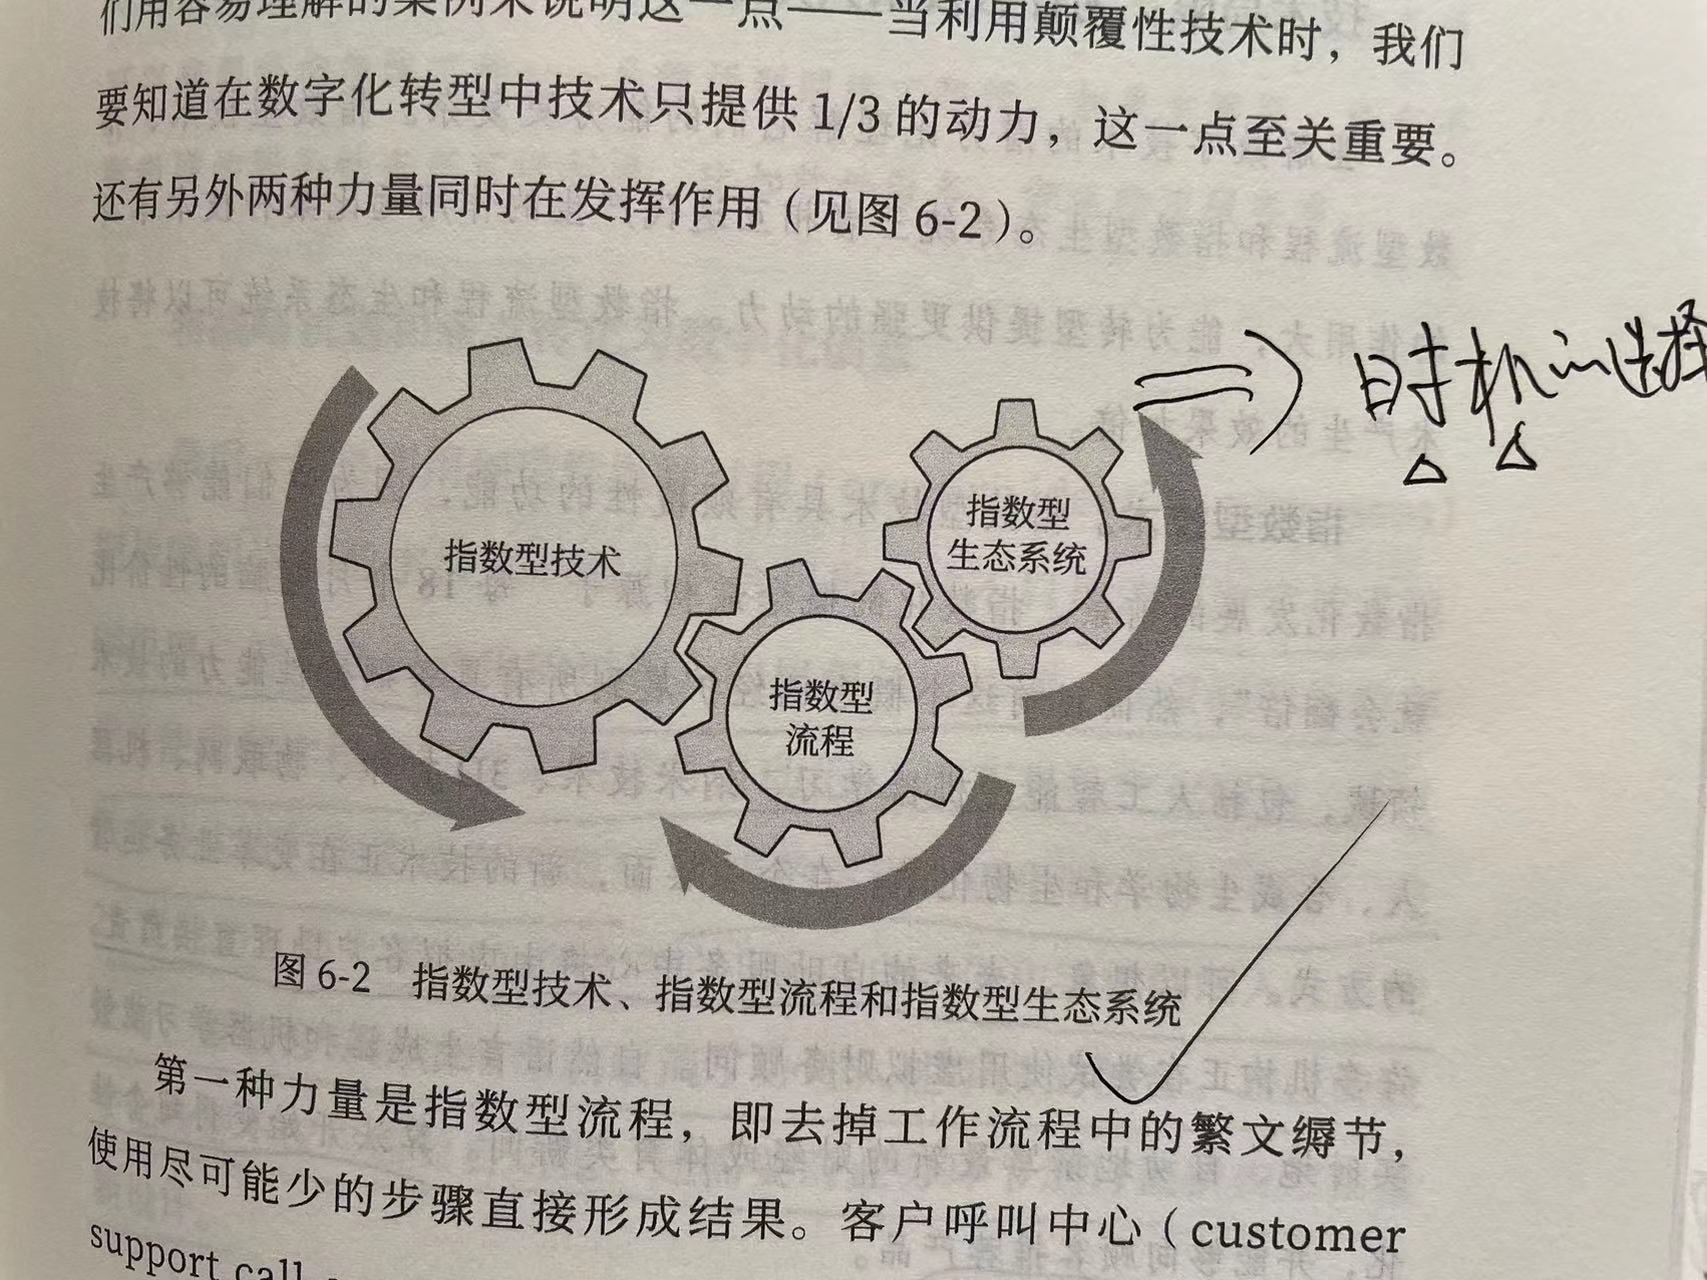 们用容易理解的案例来说明这一点——当利用颠覆性技术时，我们
要知道在数字化转型中技术只提供 1/3 的动力，这一点至关重要。
还有另外两种力量同时在发挥作用（见图 6-2）。
时机的选择
指数型
生态系统
指数型技术
指数型
流程
图 6-2 指数型技术、指数型流程和指数型生态系统
第一种力量是指数型流程，即去掉工作流程中的繁文缛节，
使用尽可能少的步骤直接形成结果。客户呼叫中心（customer
support call